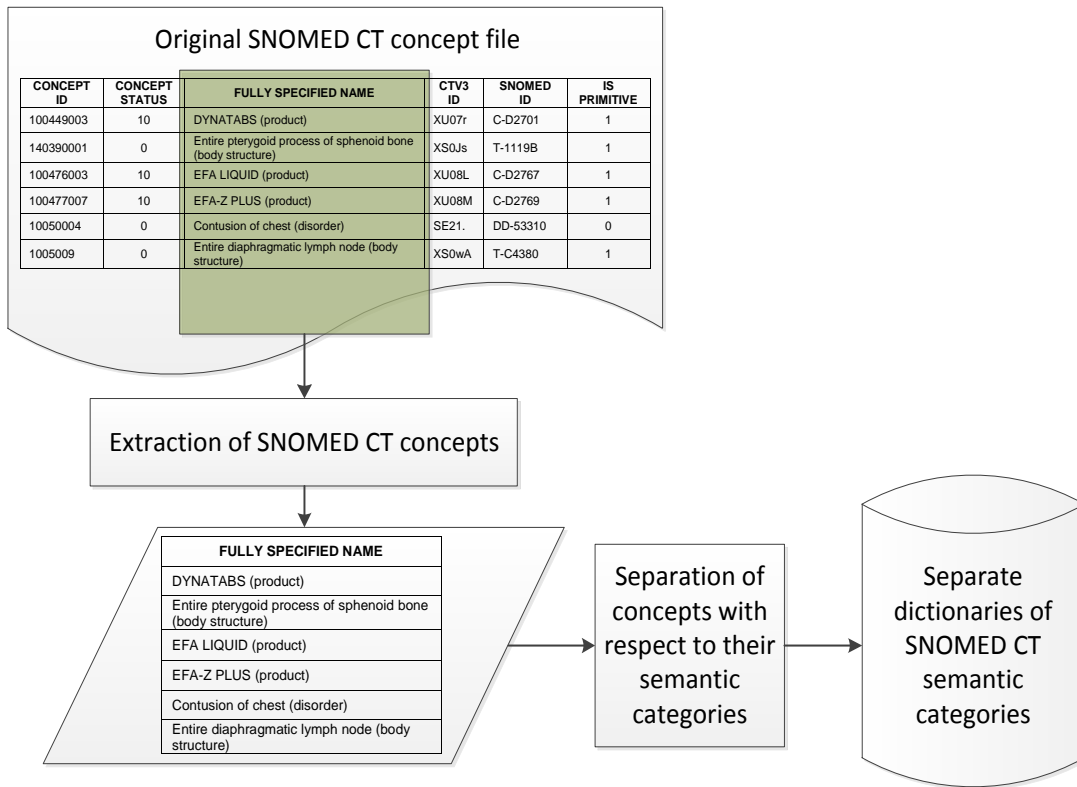 Original SNOMED CT concept file
CONCEPT ID CONCEPT STATUS FULLY SPECIFIED NAME CTV3 ID SNOMED ID IS PRIMITIVE
100449003 10 DYNATABS (product) XU07r C-D2701 1
140390001 0 Entire pterygoid process of sphenoid bone (body structure) XS0Js T-1119B 1
100476003 10 EFA LIQUID (product) XU08L C-D2767 1
100477007 10 EFA-Z PLUS (product) XU08M C-D2769 1
10050004 0 Contusion of chest (disorder) SE21. DD-53310 0
1005009 0 Entire diaphragmatic lymph node (body structure) XS0wA T-C4380 1
Extraction of SNOMED CT concepts
FULLY SPECIFIED NAME
DYNATABS (product)
Entire pterygoid process of sphenoid bone
(body structure)
EFA LIQUID (product)
EFA-Z PLUS (product)
Contusion of chest (disorder)
Entire diaphragmatic lymph node (body
structure)
Separation of
concepts with
respect to their
semantic
categories
Separate
dictionaries of
SNOMED CT
semantic
categories